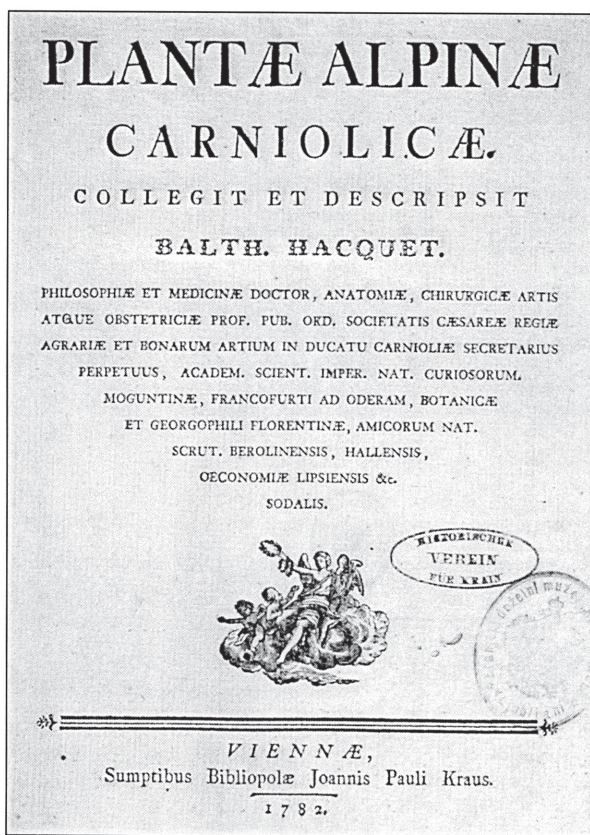 PLANTÆ ALPINÆ
CARNIOLICÆ.
COLLEGIT ET DESCRIPSIT
BALTH. HACQUET.
PHILOSOPHIÆ ET MEDICINÆ DOCTOR, ANATOMIÆ, CHIRURGICÆ ARTIS
ATQUE OBSTETRICIÆ PROF. PUB. ORD. SOCIETATIS CÆSAREÆ REGIÆ
AGRARIÆ ET BONARUM ARTIUM IN DUCATU CARNIOLIÆ SECRETARIUS
PERPETUUS, ACADEM. SCIENT. IMPER. NAT. CURIOSORUM.
MOGUNTINÆ, FRANCOFURTI AD ODERAM, BOTANICÆ
ET GEORGOPHILI FLORENTINÆ, AMICORUM NAT.
SCRUT. BEROLINENSIS, HALLENSIS,
OECONOMIÆ LIPSIENSIS &c.
SODALIS.
HISTORISCHER
VEREIN
FÜR KRAIN
muze
VIENNÆ,
Sumptibus Bibliopolæ Joannis Pauli Kraus.
1782.